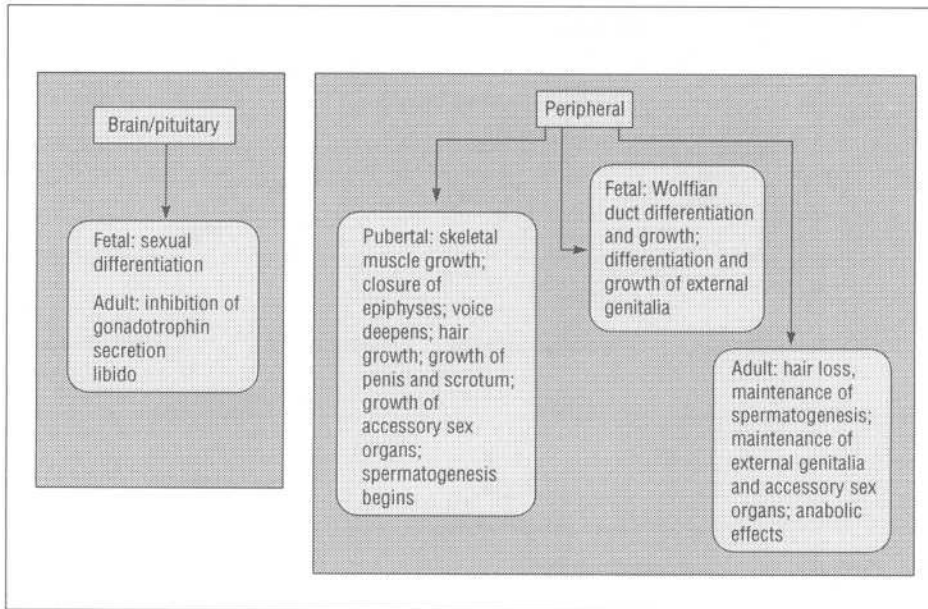 Brain/pituitary
Fetal: sexual
differentiation
Adult: inhibition of
gonadotrophin
secretion
libido
Peripheral
Pubertal: skeletal
muscle growth;
closure of
epiphyses; voice
deepens; hair
growth; growth of
penis and scrotum;
growth of
accessory sex
organs;
spermatogenesis
begins
Fetal: Wolffian
duct differentiation
and growth;
differentiation and
growth of external
genitalia
Adult: hair loss,
maintenance of
spermatogenesis;
maintenance of
external genitalia
and accessory sex
organs; anabolic
effects